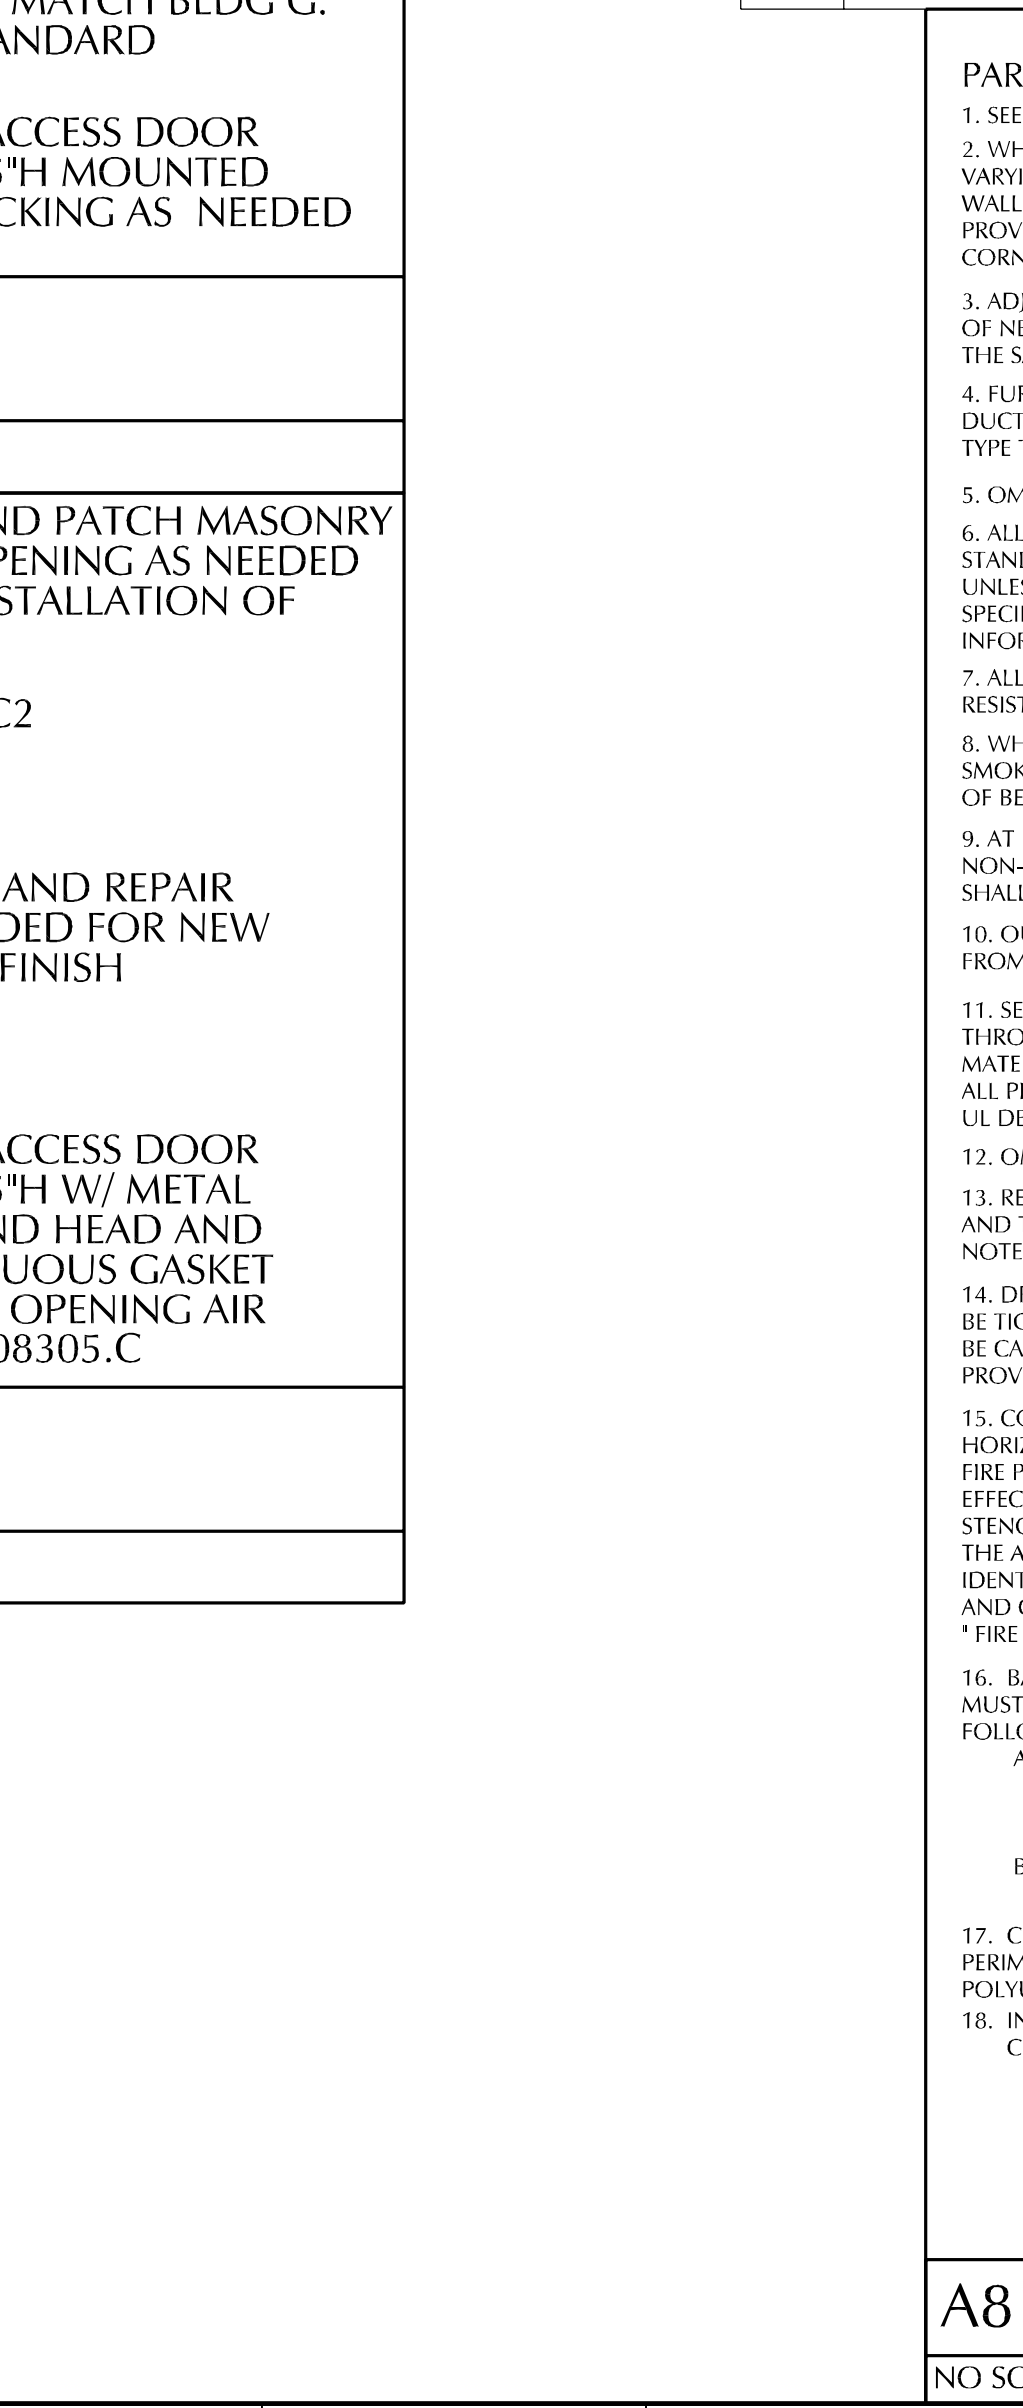 MATCH BLDG G.
ANDARD
ACCESS DOOR
"H MOUNTED
CKING AS NEEDED
ND PATCH MASONRY
PENING AS NEEDED
STALLATION OF
C2
AND REPAIR
DED FOR NEW
FINISH
ACCESS DOOR
"H W/ METAL
ND HEAD AND
UOUS GASKET
OPENING AIR
08305.C
PAR
1. SEE
2. WH
VARYI
WALL
PROV
CORN
3. ADJ
OF NE
THE SA
4. FUR
DUCT
TYPE
5. OM
6. ALL
STAND
UNLES
SPECIF
INFOR
7. ALL
RESIST
8. WH
SMOK
OF BE
9. AT
NON-
SHALL
10. OU
FROM
11. SE
THRO
MATE
ALL PE
UL DE
12. OM
13. RE
AND T
NOTE
14. DR
BE TIG
BE CA
PROV
15. CO
HORIZ
FIRE P
EFFEC
STENC
THE A
IDENT
AND C
" FIRE
16. BA
MUST
FOLLO
A
B
17. C
PERIM
POLYU
18. IN
C
A8
NO SC